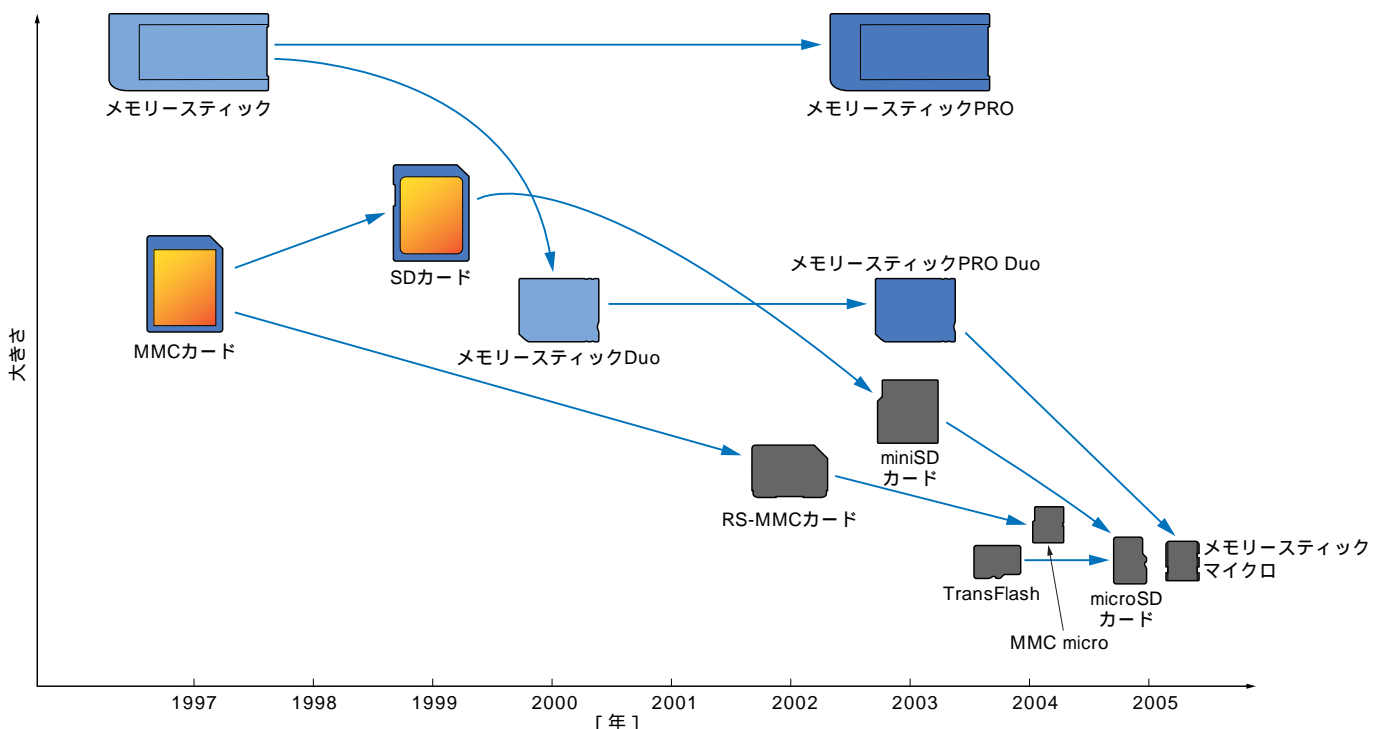 メモリースティック
メモリースティックPRO
SDカード
メモリースティックPRO Duo
MMCカード
メモリースティックDuo
大きさ
miniSD
カード
RS-MMCカード
メモリースティック
マイクロ
TransFlash
microSD
カード
MMC micro
1997 1998 1999 2000 2001 2002 2003 2004 2005
[ 年 ]